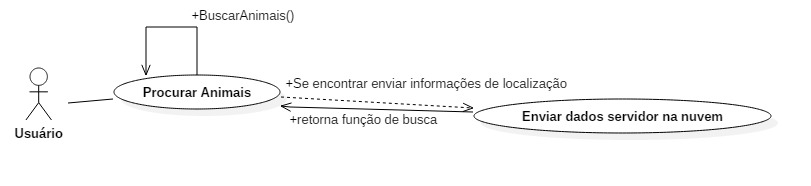 +BuscarAnimais()
+Se encontrar enviar informações de localização
Procurar Animais
Enviar dados servidor na nuvem
+retorna função de busca
Usuário